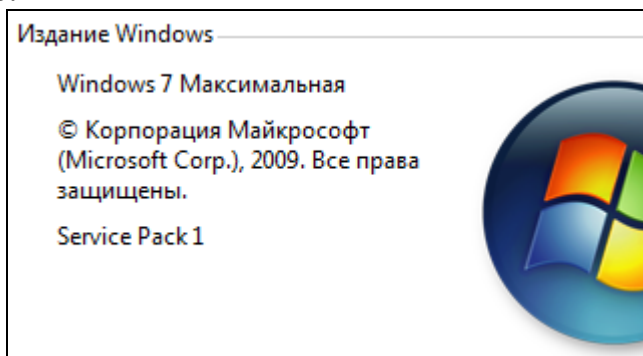 Издание Windows
Windows 7 Максимальная
© Корпорация Майкрософт
(Microsoft Corp.), 2009. Все права
защищены.
Service Pack 1